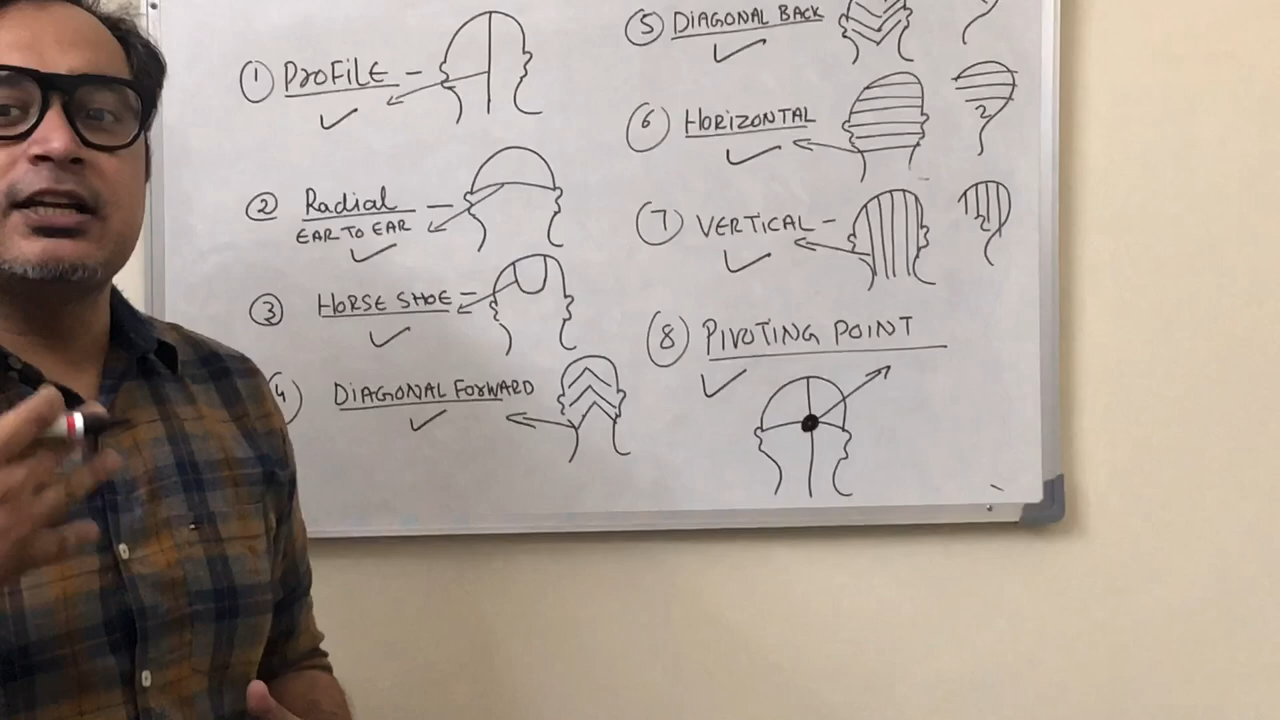 1 ProFiLE -
2 Radial -
EAR TO EAR
3 HORSE SHOE =
4 DiAGONAL FORWARD
5 DIAGONAL BACK
6 HORIZONTAL
2
7 VERTICAL -
8 PIVOTING POINT